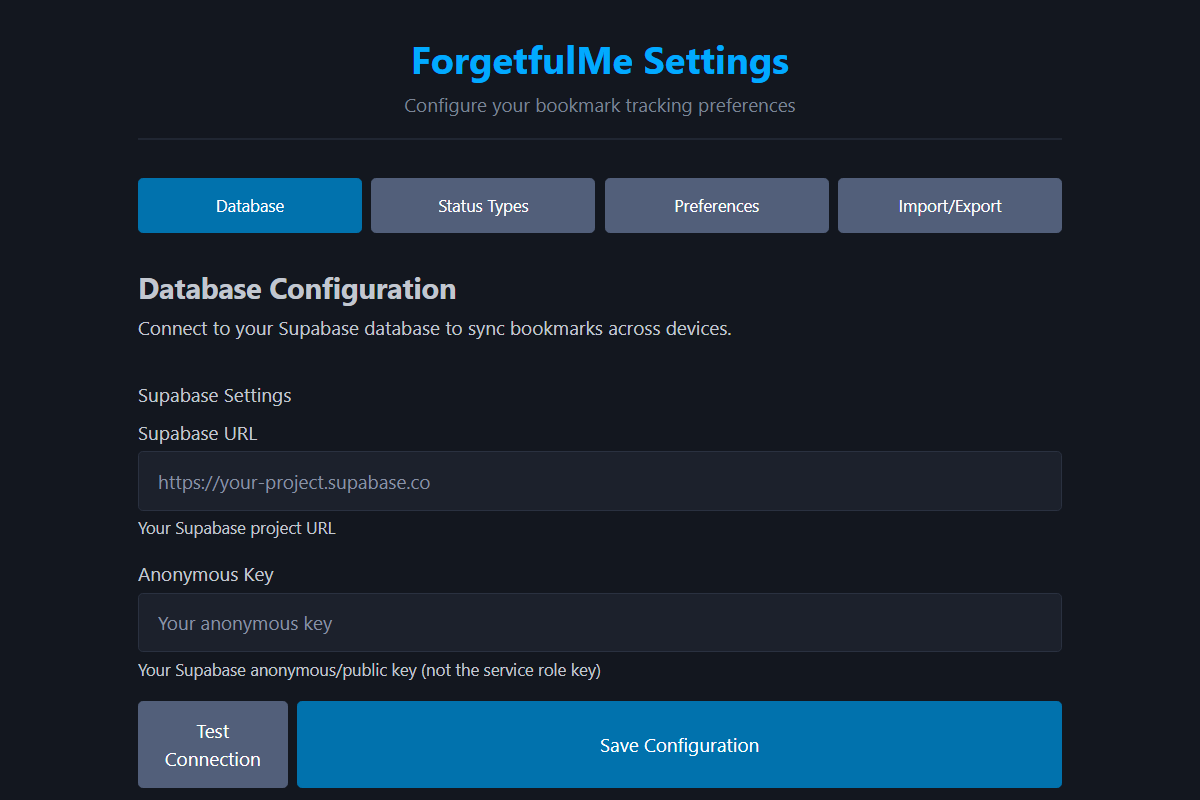 ForgetfulMe Settings
Configure your bookmark tracking preferences
Database
Status Types
Preferences
Import/Export
Database Configuration
Connect to your Supabase database to sync bookmarks across devices.
Supabase Settings
Supabase URL
https://your-project.supabase.co
Your Supabase project URL
Anonymous Key
Your anonymous key
Your Supabase anonymous/public key (not the service role key)
Test
Connection
Save Configuration